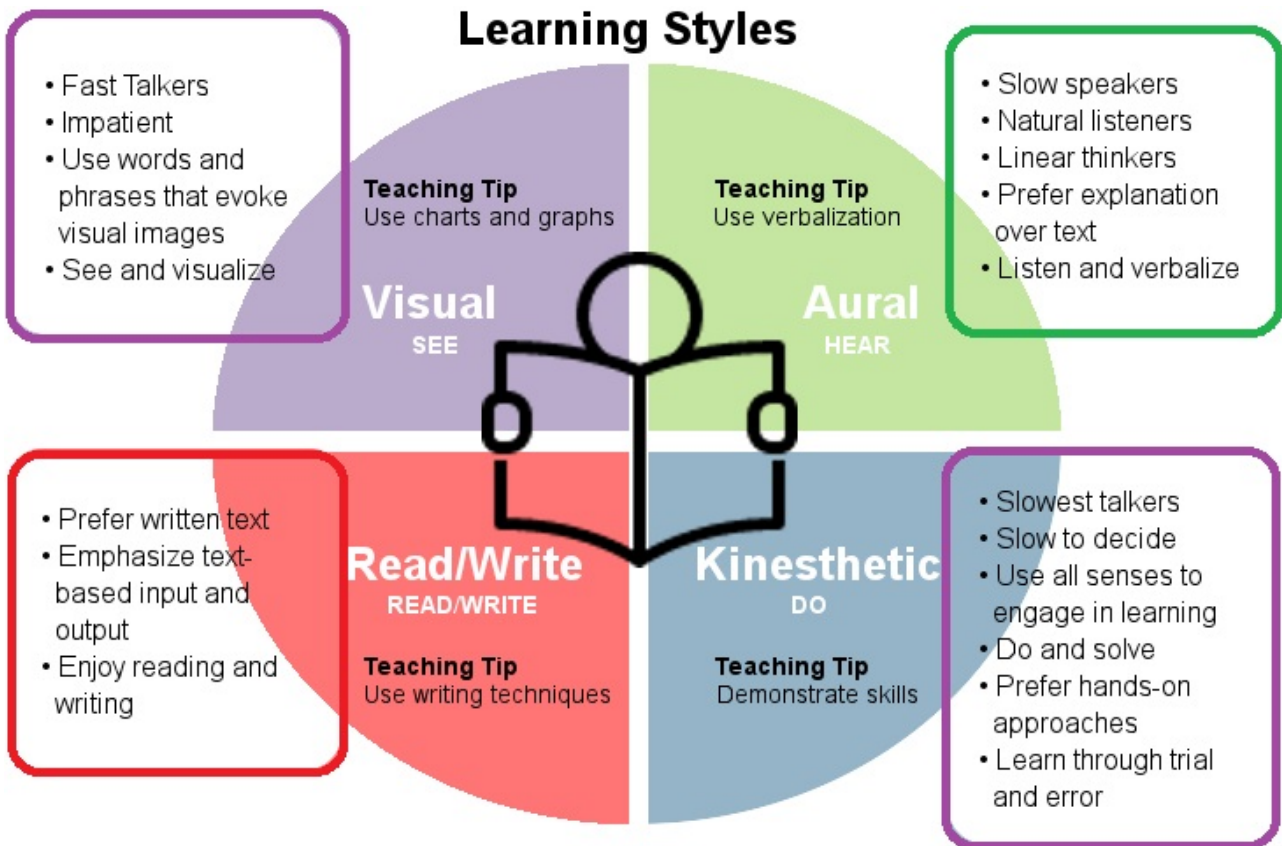 Learning Styles
• Fast Talkers
• Impatient
• Use words and
phrases that evoke
visual images
• See and visualize
Teaching Tip
Use charts and graphs
Visual
SEE
Teaching Tip
Use verbalization
Aural
HEAR
• Slow speakers
• Natural listeners
• Linear thinkers
• Prefer explanation
over text
• Listen and verbalize
• Prefer written text
• Emphasize text-
based input and
output
• Enjoy reading and
writing
Read/Write
READ/WRITE
Teaching Tip
Use writing techniques
Kinesthetic
DO
Teaching Tip
Demonstrate skills
• Slowest talkers
• Slow to decide
• Use all senses to
engage in learning
• Do and solve
• Prefer hands-on
approaches
• Learn through trial
and error